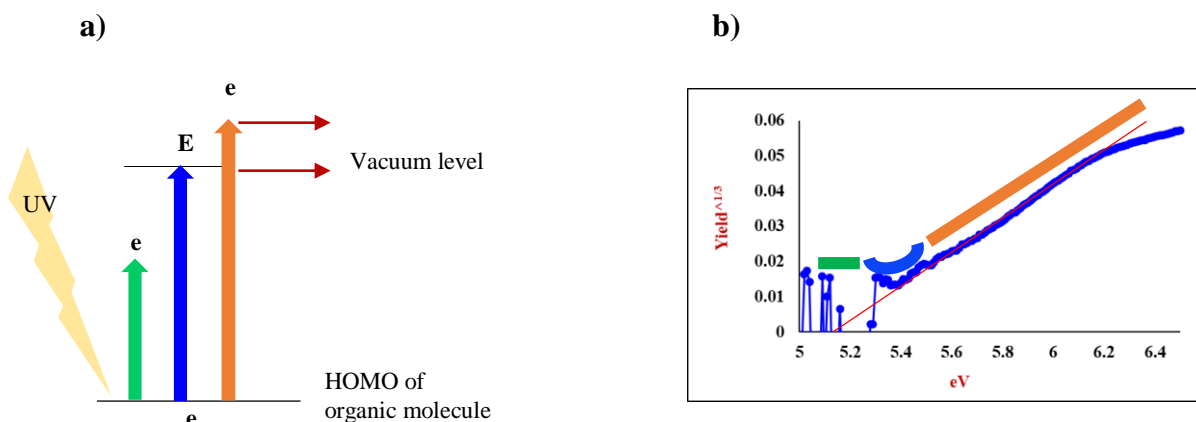 a)
b)
e
E
Vacuum level
UV
e
HOMO of
organic molecule
e
0.06
0.05
0.04
0.03
0.02
0.01
0
Yield^1/3
5
5.2
5.4
5.6
5.8
6
6.2
6.4
eV